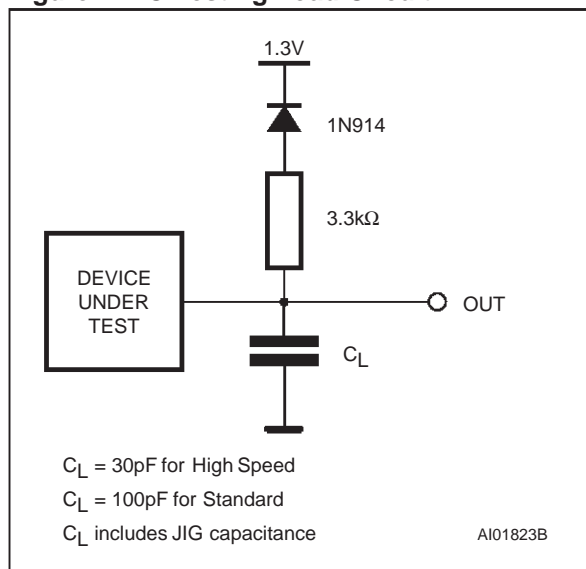 1.3V
1N914
3.3kΩ
DEVICE
UNDER
TEST
OUT
CL
CL = 30pF for High Speed
CL = 100pF for Standard
CL includes JIG capacitance
AI01823B